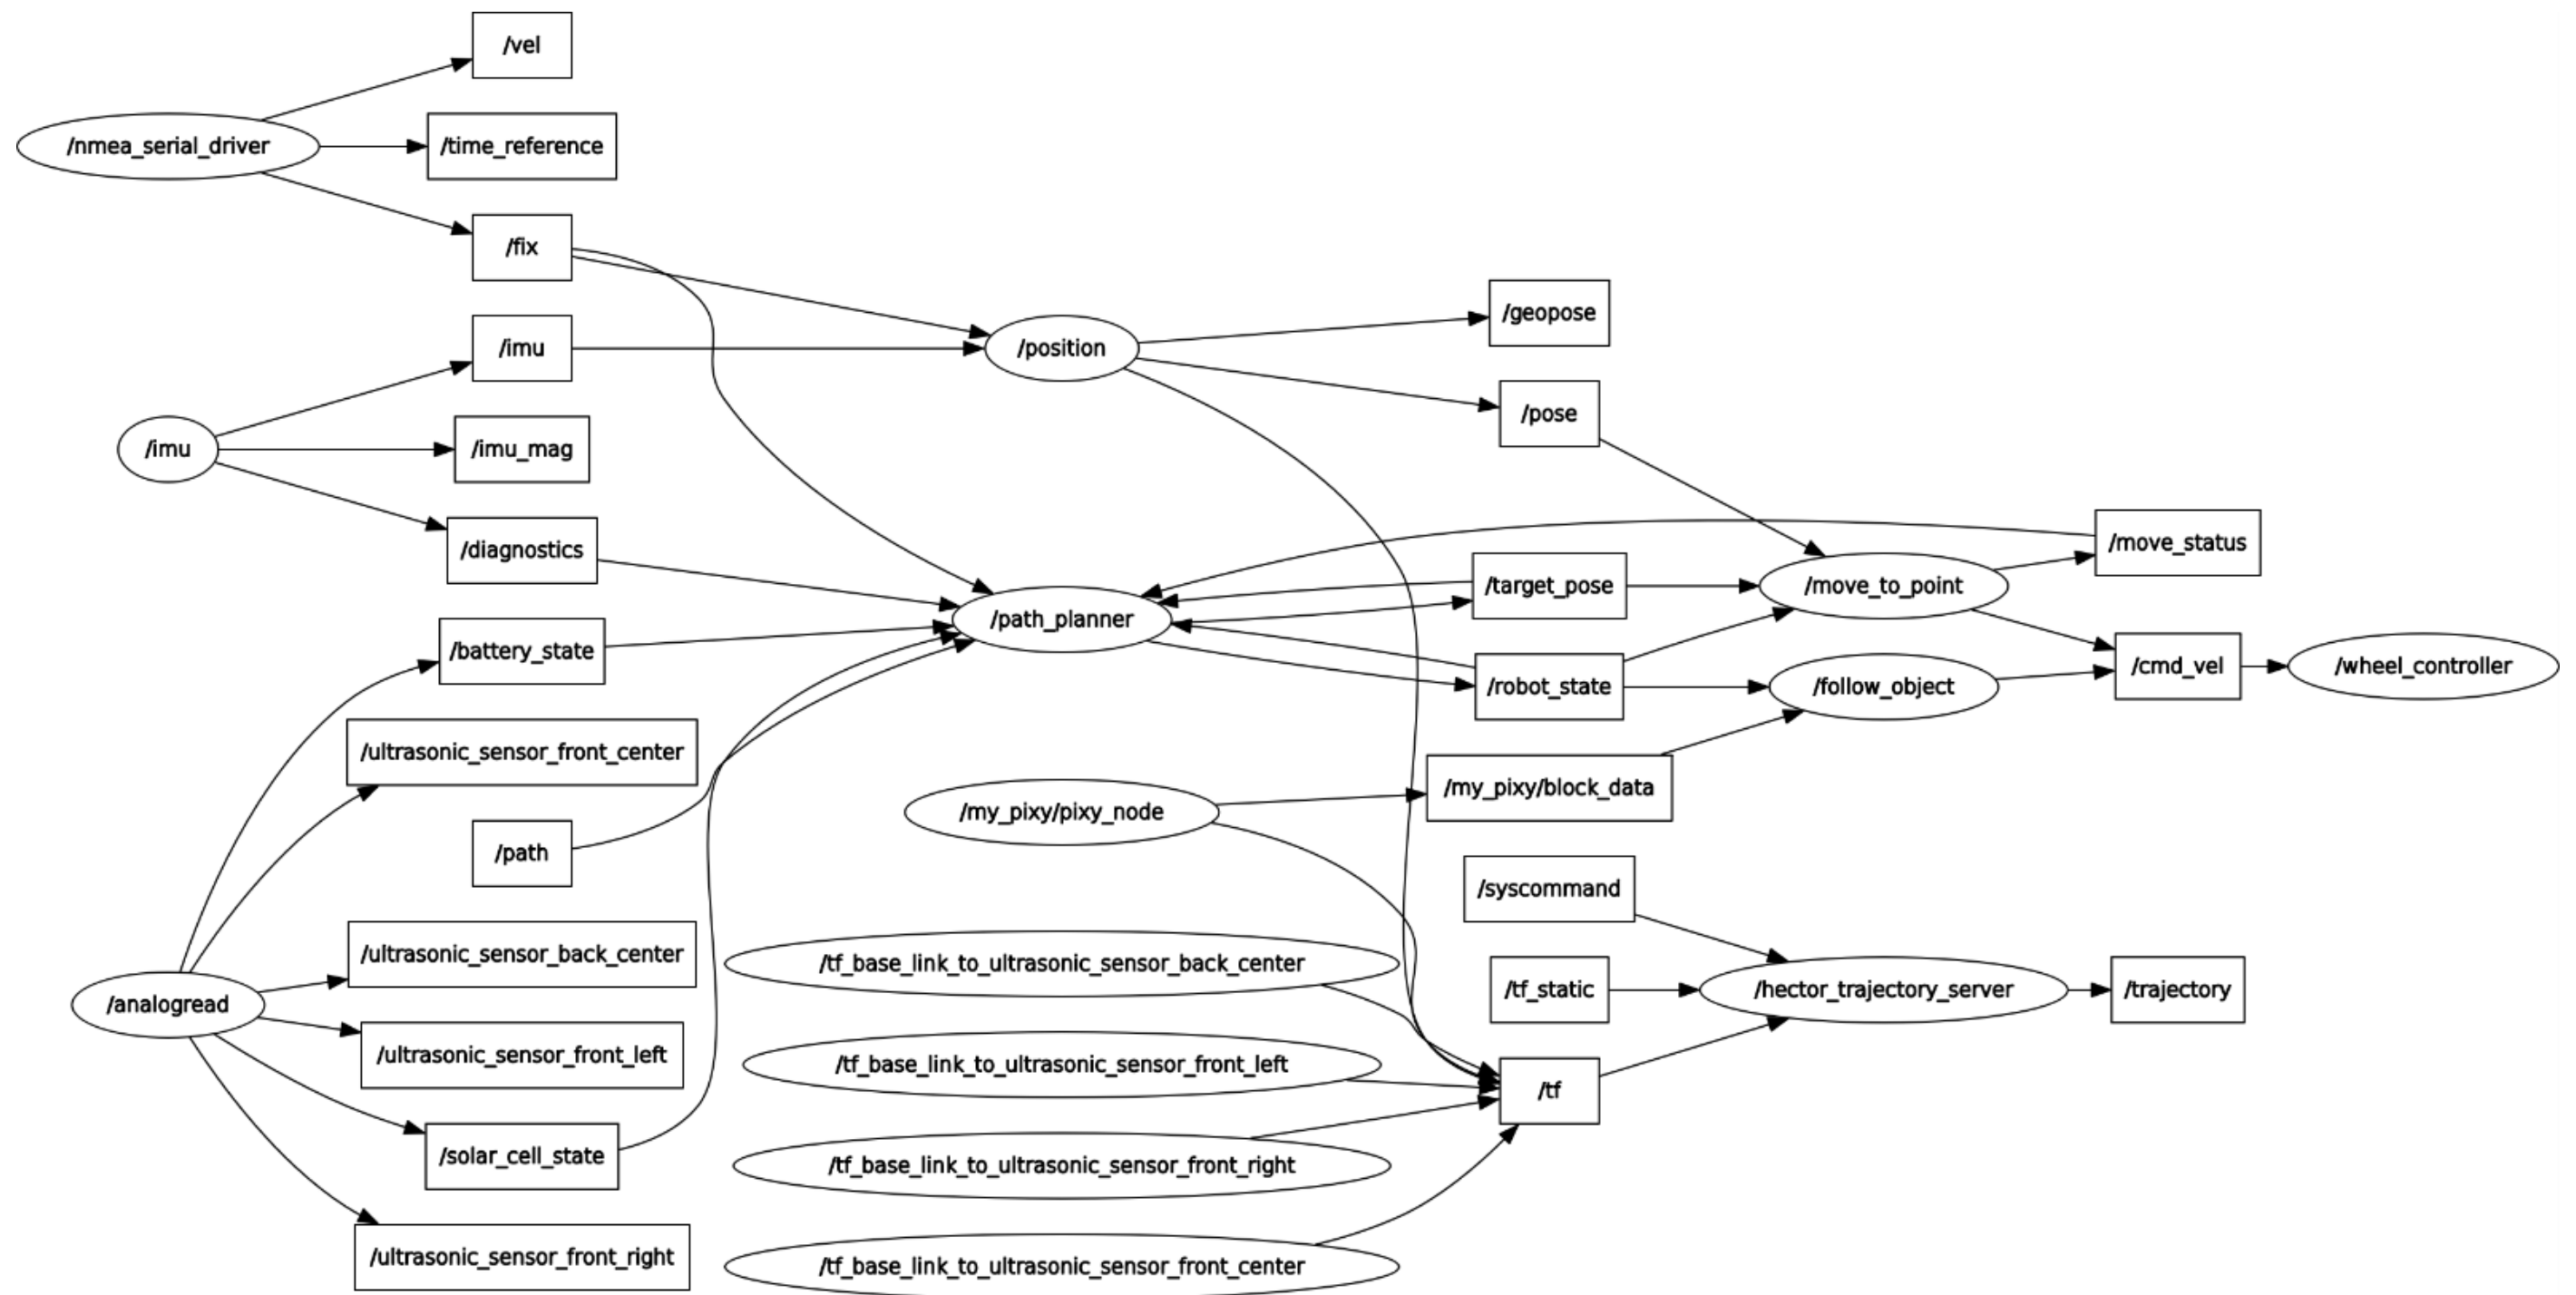 /vel
/nmea_serial_driver
/time_reference
/fix
/imu
/imu
/imu_mag
/diagnostics
/battery_state
/ultrasonic_sensor_front_center
/path
/ultrasonic_sensor_back_center
/analogread
/ultrasonic_sensor_front_left
/solar_cell_state
/ultrasonic_sensor_front_right
/position
/path_planner
/my_pixy/pixy_node
/tf_base_link_to_ultrasonic_sensor_back_center
/tf_base_link_to_ultrasonic_sensor_front_left
/tf_base_link_to_ultrasonic_sensor_front_right
/tf_base_link_to_ultrasonic_sensor_front_center
/geopose
/pose
/target_pose
/robot_state
/my_pixy/block_data
/syscommand
/tf_static
/tf
/move_to_point
/follow_object
/hector_trajectory_server
/move_status
/cmd_vel
/trajectory
/wheel_controller